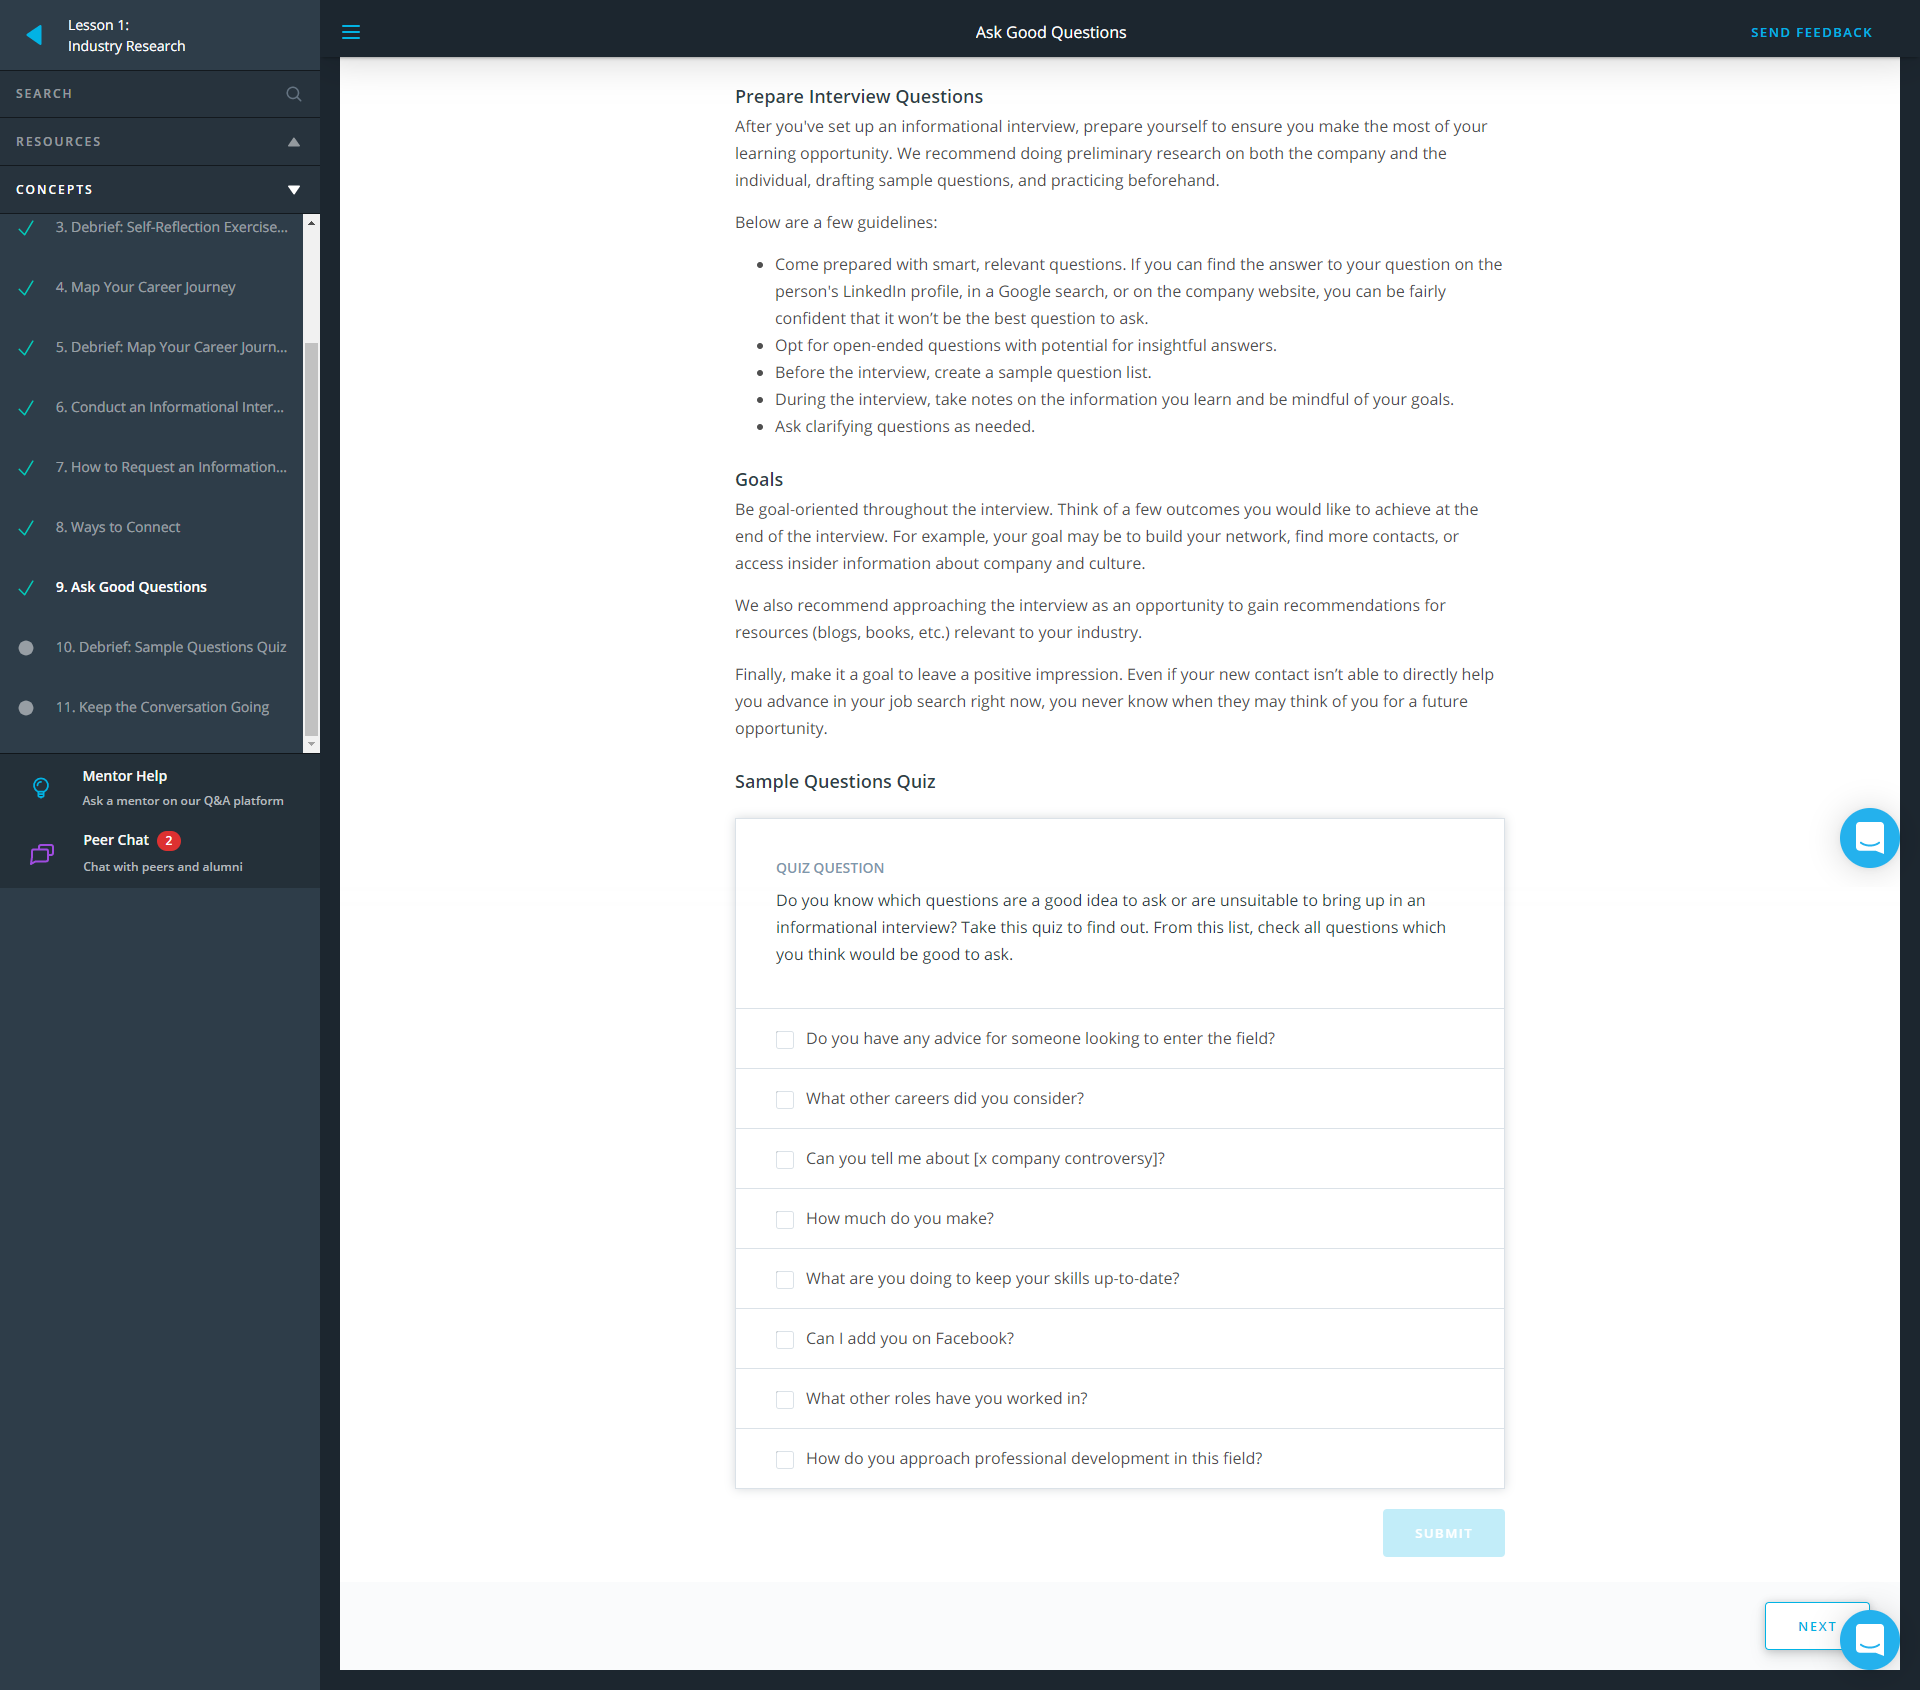 Lesson 1:
Industry Research
SEARCH
RESOURCES
CONCEPTS
3. Debrief: Self-Reflection Exercise...
4. Map Your Career Journey
5. Debrief: Map Your Career Journ...
6. Conduct an Informational Inter...
7. How to Request an Information...
8. Ways to Connect
9. Ask Good Questions
10. Debrief: Sample Questions Quiz
11. Keep the Conversation Going
Mentor Help
Ask a mentor on our Q&A platform
Peer Chat 2
Chat with peers and alumni
Ask Good Questions
SEND FEEDBACK
Prepare Interview Questions
After you've set up an informational interview, prepare yourself to ensure you make the most of your
learning opportunity. We recommend doing preliminary research on both the company and the
individual, drafting sample questions, and practicing beforehand.
Below are a few guidelines:
• Come prepared with smart, relevant questions. If you can find the answer to your question on the
person's LinkedIn profile, in a Google search, or on the company website, you can be fairly
confident that it won’t be the best question to ask.
• Opt for open-ended questions with potential for insightful answers.
• Before the interview, create a sample question list.
• During the interview, take notes on the information you learn and be mindful of your goals.
• Ask clarifying questions as needed.
Goals
Be goal-oriented throughout the interview. Think of a few outcomes you would like to achieve at the
end of the interview. For example, your goal may be to build your network, find more contacts, or
access insider information about company and culture.
We also recommend approaching the interview as an opportunity to gain recommendations for
resources (blogs, books, etc.) relevant to your industry.
Finally, make it a goal to leave a positive impression. Even if your new contact isn’t able to directly help
you advance in your job search right now, you never know when they may think of you for a future
opportunity.
Sample Questions Quiz
QUIZ QUESTION
Do you know which questions are a good idea to ask or are unsuitable to bring up in an
informational interview? Take this quiz to find out. From this list, check all questions which
you think would be good to ask.
Do you have any advice for someone looking to enter the field?
What other careers did you consider?
Can you tell me about [x company controversy]?
How much do you make?
What are you doing to keep your skills up-to-date?
Can I add you on Facebook?
What other roles have you worked in?
How do you approach professional development in this field?
SUBMIT
NEXT